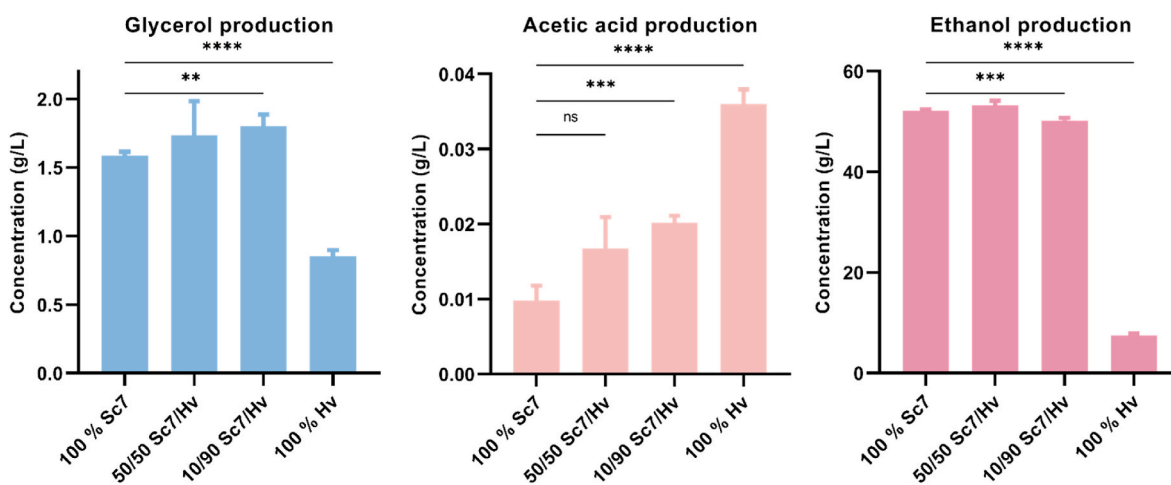 Glycerol production
****
**
Concentration (g/L)
2.0
1.5
1.0
0.5
0.0
100 % Sc7
50/50 Sc7/Hv
10/90 Sc7/Hv
100 % Hv
Acetic acid production
****
***
ns
Concentration (g/L)
0.04
0.03
0.02
0.01
0.00
100 % Sc7
50/50 Sc7/Hv
10/90 Sc7/Hv
100 % Hv
Ethanol production
****
***
Concentration (g/L)
60
40
20
0
100 % Sc7
50/50 Sc7/Hv
10/90 Sc7/Hv
100 % Hv